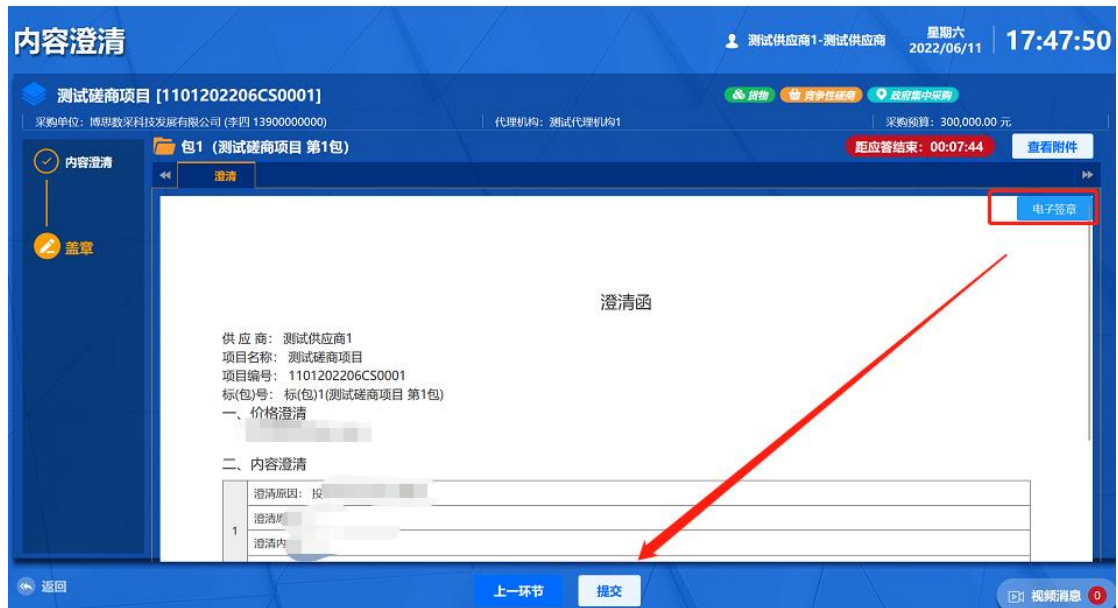 内容澄清
测试供应商1-测试供应商
星期六
2022/06/11
17:47:50
测试磋商项目 [1101202206CS0001]
货物
竞争性磋商
政府集中采购
采购单位：博思数采科技发展有限公司 (李四 13900000000)
代理机构：测试代理机构1
采购预算：300,000.00 元
内容澄清
盖章
包1（测试磋商项目 第1包）
距应答结束：00:07:44
查看附件
澄清
电子签章
澄清函
供 应 商： 测试供应商1
项目名称： 测试磋商项目
项目编号： 1101202206CS0001
标(包)号： 标(包)1(测试磋商项目 第1包)
一、价格澄清
二、内容澄清
1
澄清原因：投
澄清
澄清内
返回
上一环节
提交
视频消息 0